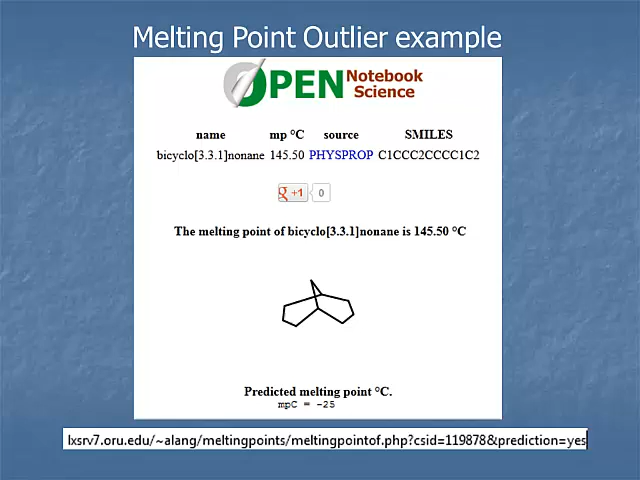 Melting Point Outlier example
OPEN Notebook Science
name mp °C source SMILES
bicyclo[3.3.1]nonane 145.50 PHYSPROP C1CCC2CCCC1C2
g +1 0
The melting point of bicyclo[3.3.1]nonane is 145.50 °C
Predicted melting point °C.
mpC = -25
lxsrv7.oru.edu/~alang/meltingpoints/meltingpointof.php?csid=119878&prediction=yes